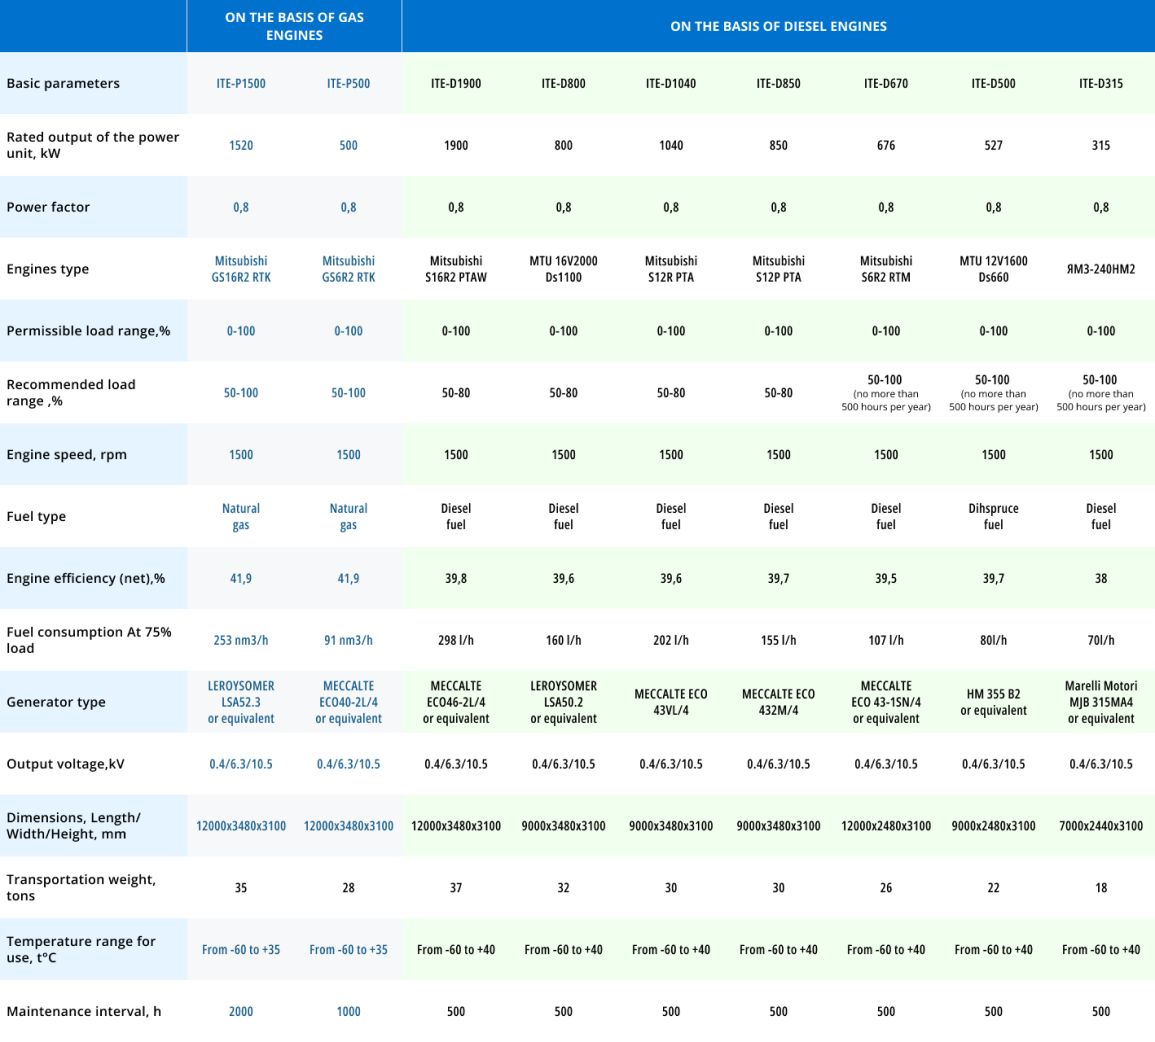 ON THE BASIS OF GAS
ENGINES
ON THE BASIS OF DIESEL ENGINES
Basic parameters ITE-P1500 ITE-P500 ITE-D1900 ITE-D800 ITE-D1040 ITE-D850 ITE-D670 ITE-D500 ITE-D315
Rated output of the power
unit, kW
1520 500 1900 800 1040 850 676 527 315
Power factor 0,8 0,8 0,8 0,8 0,8 0,8 0,8 0,8 0,8
Engines type
Mitsubishi
GS16R2 RTK
Mitsubishi
GS6R2 RTK
Mitsubishi
S16R2 PTAW
MTU 16V2000
Ds1100
Mitsubishi
S12R PTA
Mitsubishi
S12P PTA
Mitsubishi
S6R2 RTM
MTU 12V1600
Ds660
ЯМЗ-240НМ2
Permissible load range,% 0-100 0-100 0-100 0-100 0-100 0-100 0-100 0-100 0-100
Recommended load
range ,%
50-100 50-100 50-80 50-80 50-80 50-80
50-100
(no more than
500 hours per year)
50-100
(no more than
500 hours per year)
50-100
(no more than
500 hours per year)
Engine speed, rpm 1500 1500 1500 1500 1500 1500 1500 1500 1500
Fuel type
Natural
gas
Natural
gas
Diesel
fuel
Diesel
fuel
Diesel
fuel
Diesel
fuel
Diesel
fuel
Dihspruce
fuel
Diesel
fuel
Engine efficiency (net),% 41,9 41,9 39,8 39,6 39,6 39,7 39,5 39,7 38
Fuel consumption At 75%
load
253 nm3/h 91 nm3/h 298 l/h 160 l/h 202 l/h 155 l/h 107 l/h 80l/h 70l/h
Generator type
LEROYSOMER
LSA52.3
or equivalent
MECCALTE
ECO40-2L/4
or equivalent
MECCALTE
ECO46-2L/4
or equivalent
LEROYSOMER
LSA50.2
or equivalent
MECCALTE ECO
43VL/4
MECCALTE ECO
432M/4
MECCALTE
ECO 43-1SN/4
or equivalent
HM 355 B2
or equivalent
Marelli Motori
MJB 315MA4
or equivalent
Output voltage,kV 0.4/6.3/10.5 0.4/6.3/10.5 0.4/6.3/10.5 0.4/6.3/10.5 0.4/6.3/10.5 0.4/6.3/10.5 0.4/6.3/10.5 0.4/6.3/10.5 0.4/6.3/10.5
Dimensions, Length/
Width/Height, mm
12000x3480x3100 12000x3480x3100 12000x3480x3100 9000x3480x3100 9000x3480x3100 9000x3480x3100 12000x2480x3100 9000x2480x3100 7000x2440x3100
Transportation weight,
tons
35 28 37 32 30 30 26 22 18
Temperature range for
use, t°C
From -60 to +35 From -60 to +35 From -60 to +40 From -60 to +40 From -60 to +40 From -60 to +40 From -60 to +40 From -60 to +40 From -60 to +40
Maintenance interval, h 2000 1000 500 500 500 500 500 500 500